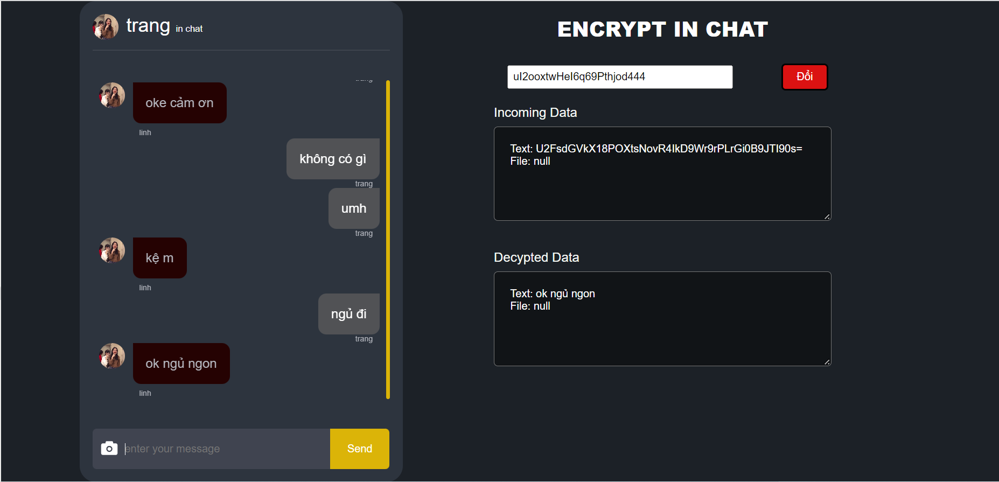 trang in chat
oke cảm ơn
linh
không có gì
trang
umh
trang
kệ m
linh
ngủ đi
trang
ok ngủ ngon
linh
enter your message
Send
ENCRYPT IN CHAT
uI2ooxtwHeI6q69Pthjod444
Đổi
Incoming Data
Text: U2FsdGVkX18POXtsNovR4IkD9Wr9rPLrGi0B9JTI90s=
File: null
Decypted Data
Text: ok ngủ ngon
File: null